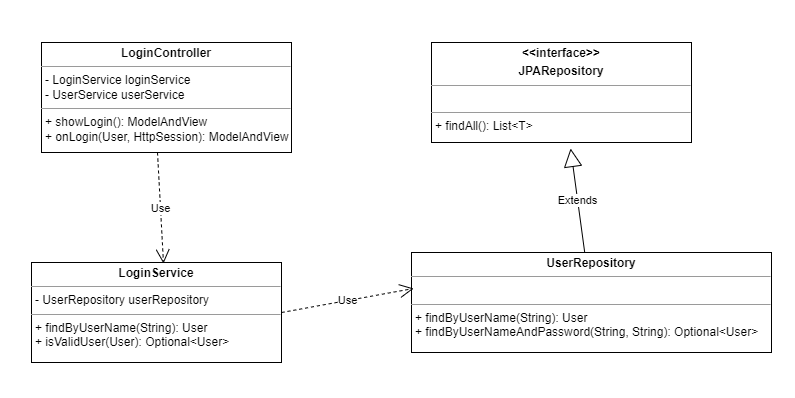 LoginController
- LoginService loginService
- UserService userService
+ showLogin(): ModelAndView
+ onLogin(User, HttpSession): ModelAndView
<<interface>>
JPARepository
+ findAll(): List<T>
Use
Extends
LoginService
- UserRepository userRepository
+ findByUserName(String): User
+ isValidUser(User): Optional<User>
Use
UserRepository
+ findByUserName(String): User
+ findByUserNameAndPassword(String, String): Optional<User>